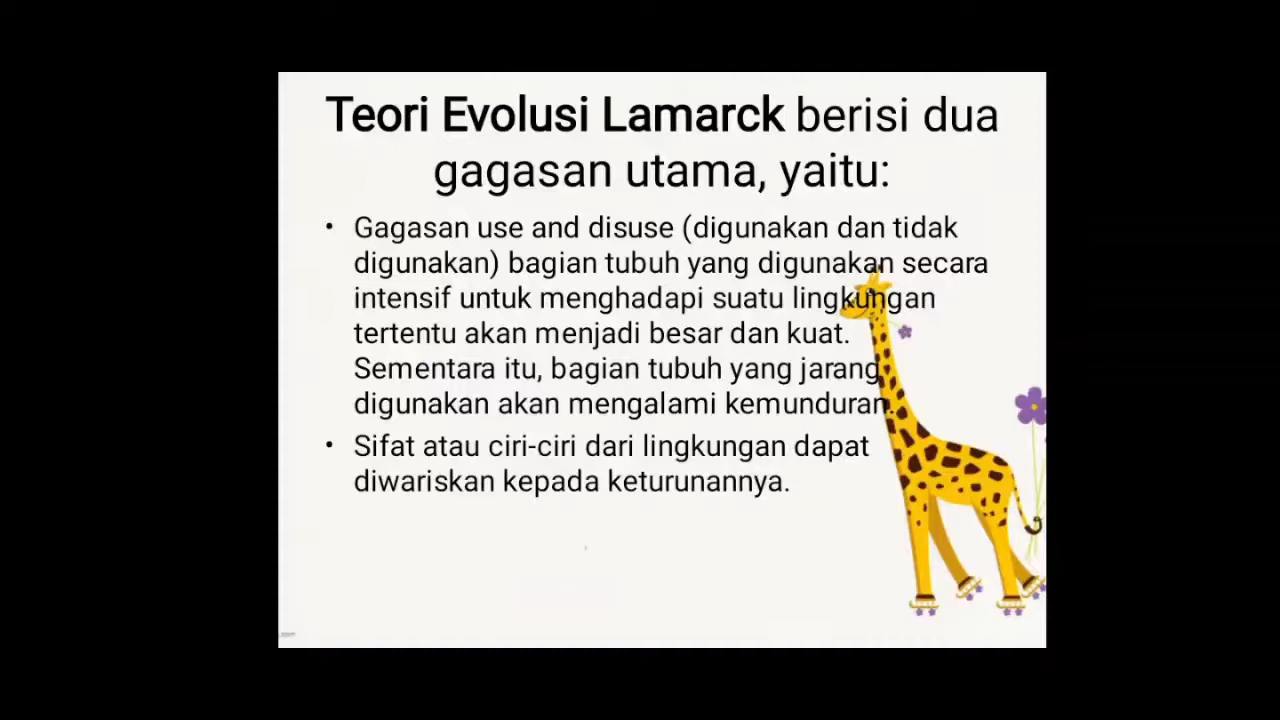 Teori Evolusi Lamarck berisi dua
gagasan utama, yaitu:
• Gagasan use and disuse (digunakan dan tidak
digunakan) bagian tubuh yang digunakan secara
intensif untuk menghadapi suatu lingkungan
tertentu akan menjadi besar dan kuat.
Sementara itu, bagian tubuh yang jarang
digunakan akan mengalami kemunduran.
• Sifat atau ciri-ciri dari lingkungan dapat
diwariskan kepada keturunannya.